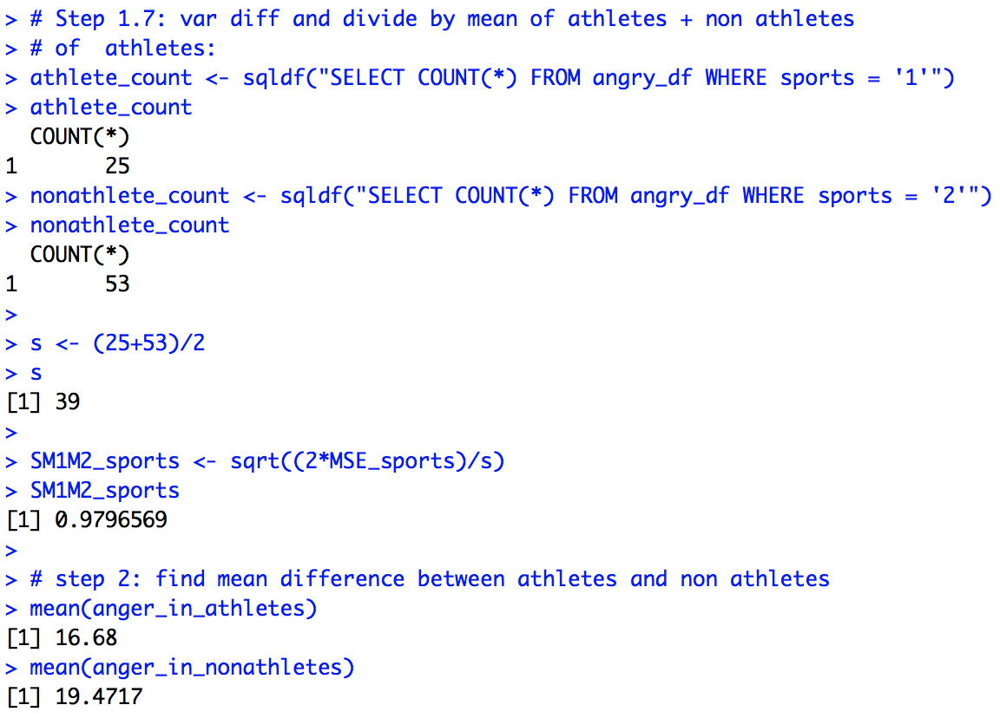 > # Step 1.7: var diff and divide by mean of athletes + non athletes
> # of  athletes:
> athlete_count <- sqldf("SELECT COUNT(*) FROM angry_df WHERE sports = '1'")
> athlete_count
  COUNT(*)
1       25
> nonathlete_count <- sqldf("SELECT COUNT(*) FROM angry_df WHERE sports = '2'")
> nonathlete_count
  COUNT(*)
1       53
>
> s <- (25+53)/2
> s
[1] 39
>
> SM1M2_sports <- sqrt((2*MSE_sports)/s)
> SM1M2_sports
[1] 0.9796569
>
> # step 2: find mean difference between athletes and non athletes
> mean(anger_in_athletes)
[1] 16.68
> mean(anger_in_nonathletes)
[1] 19.4717